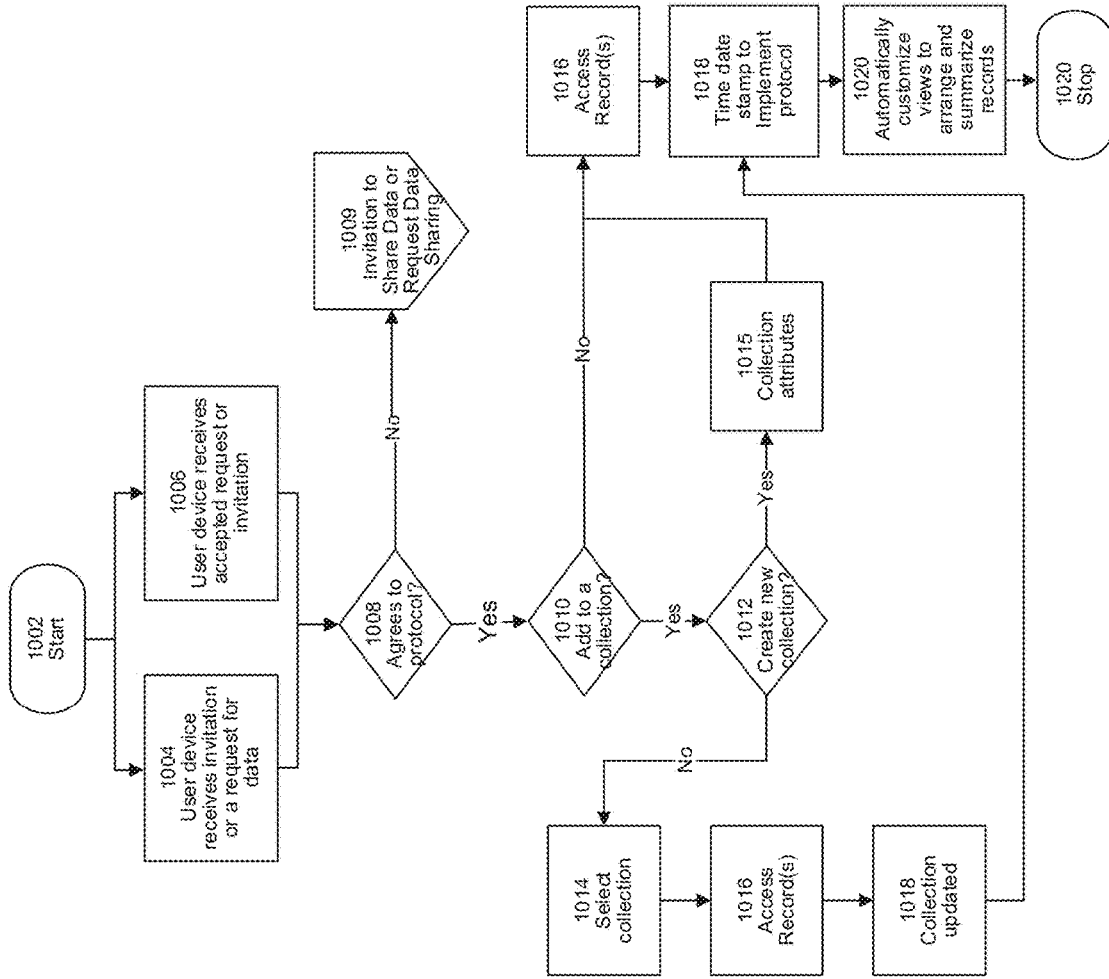 1002
Start
1004
User device
receives invitation
or a request for
data
1006
User device receives
accepted request or
invitation
1008
Agrees to
protocol?
No
1009
Invitation to
Share Data or
Request Data
Sharing
Yes
1010
Add to a
collection?
No
Yes
1012
Create new
collection?
Yes
1015
Collection
attributes
No
1014
Select
collection
1016
Access
Record(s)
1018
Collection
updated
1016
Access
Record(s)
1018
Time date
stamp to
Implement
protocol
1020
Automatically
customize
views to
arrange and
summarize
records
1020
Stop